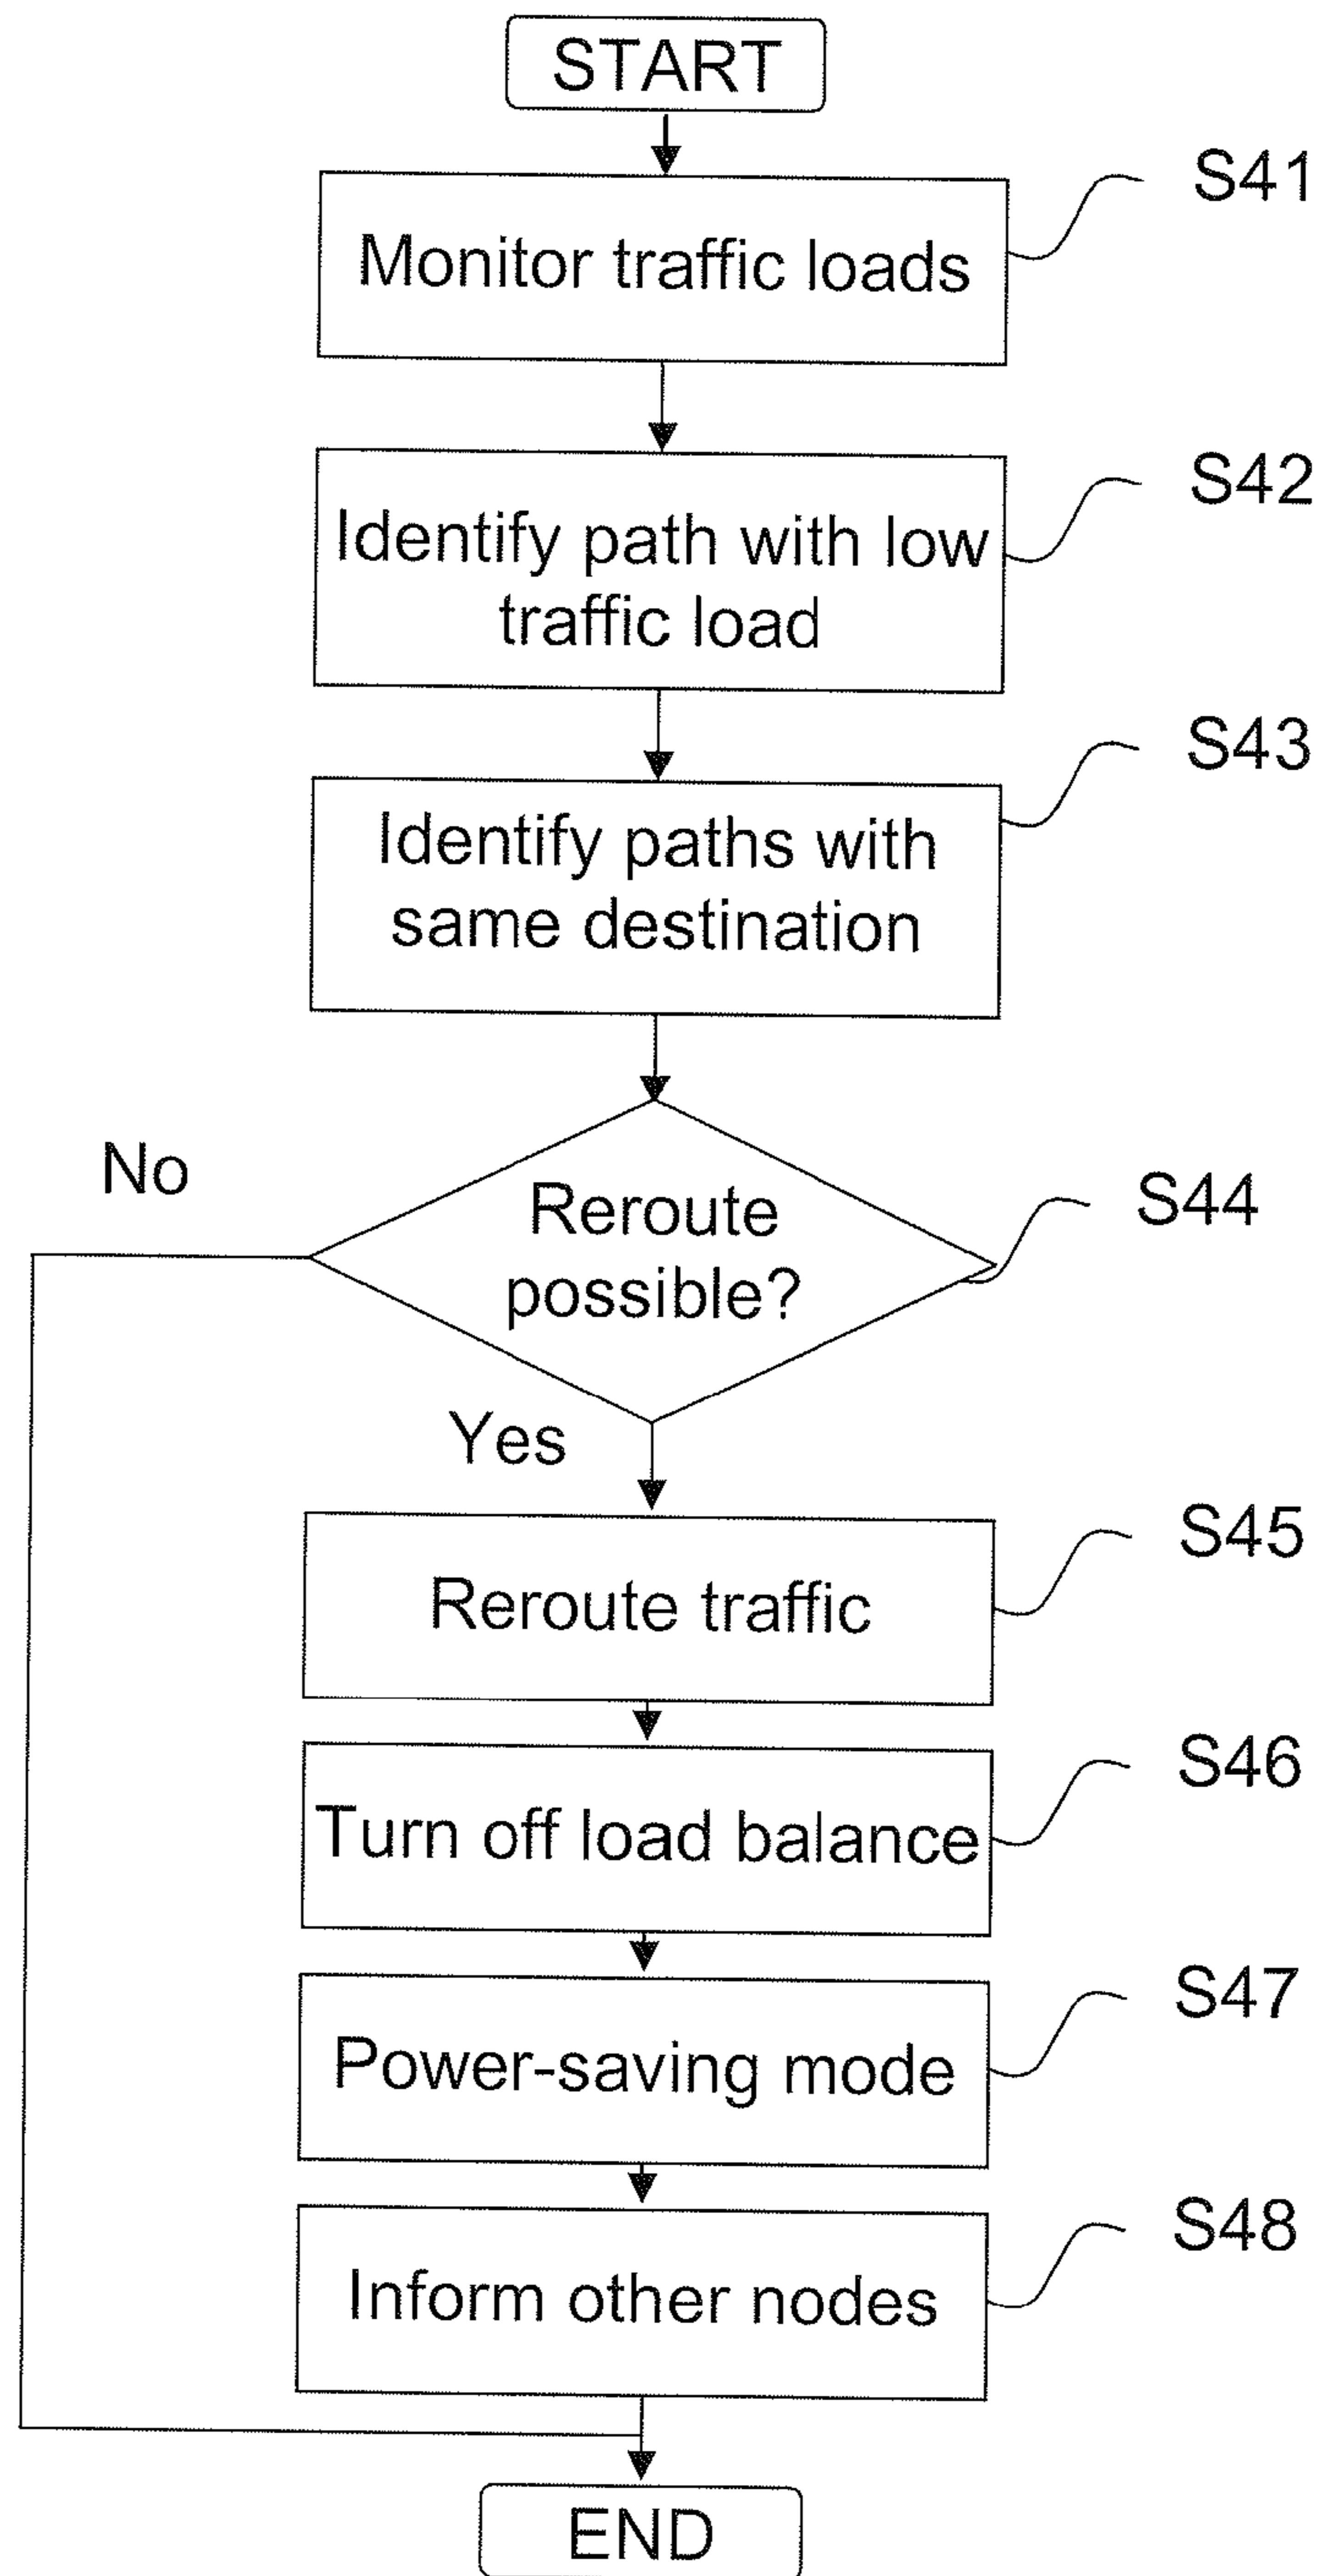 START
S41
Monitor traffic loads
S42
Identify path with low
traffic load
S43
Identify paths with
same destination
No
S44
Reroute
possible?
Yes
S45
Reroute traffic
S46
Turn off load balance
S47
Power-saving mode
S48
Inform other nodes
END